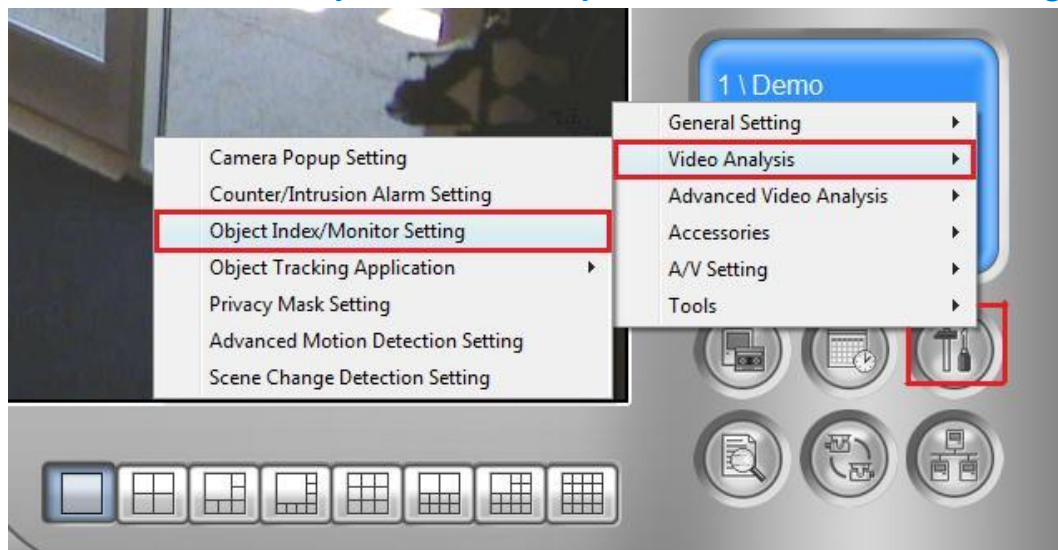 1 \ Demo
General Setting
Video Analysis
Advanced Video Analysis
Accessories
A/V Setting
Tools
Camera Popup Setting
Counter/Intrusion Alarm Setting
Object Index/Monitor Setting
Object Tracking Application
Privacy Mask Setting
Advanced Motion Detection Setting
Scene Change Detection Setting